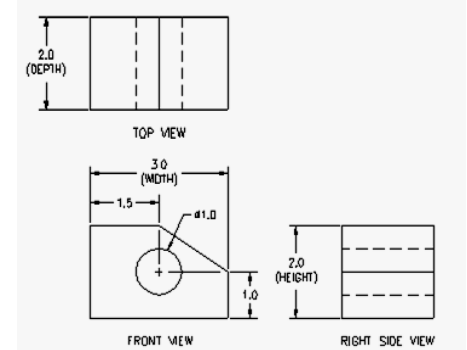 2.0
(DEPTH)
TOP VIEW
3.0
(WIDTH)
1.5
d1.0
2.0
(HEIGHT)
1.0
FRONT VIEW
RIGHT SIDE VIEW